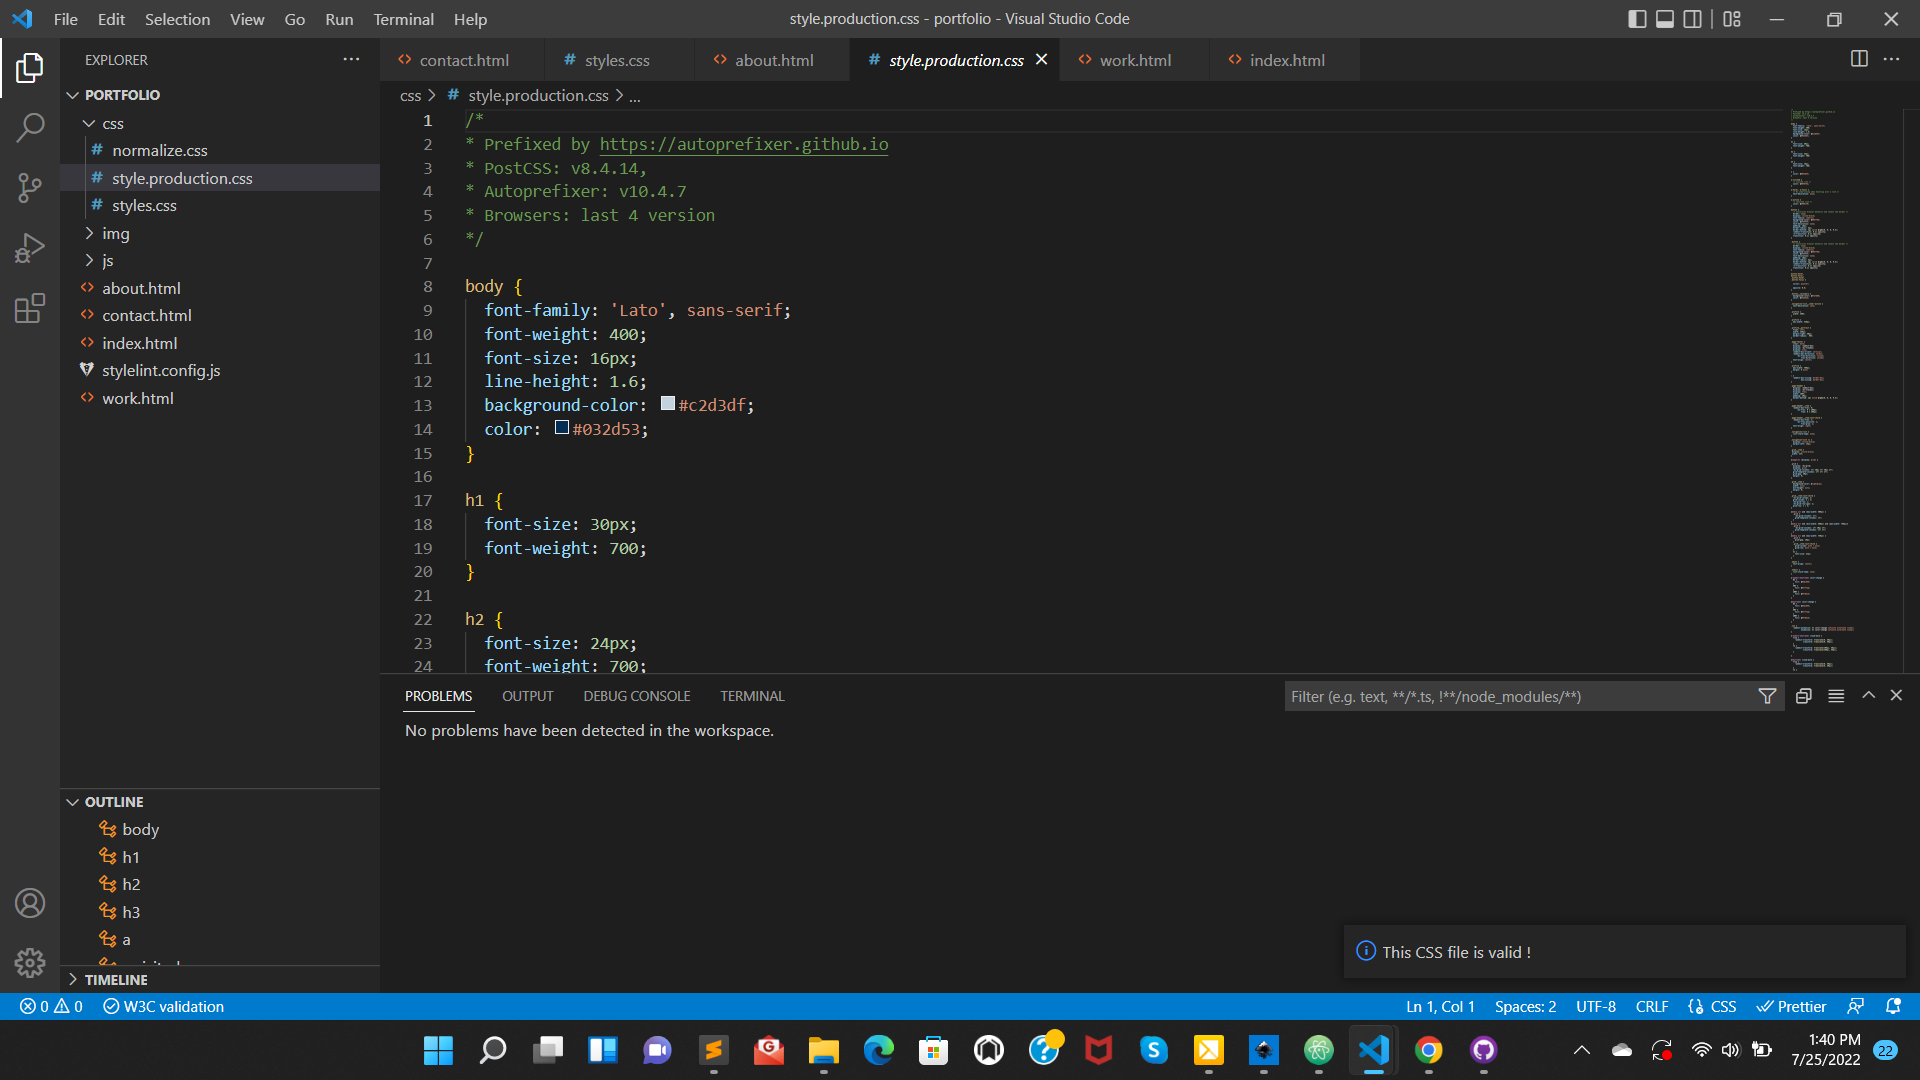 File Edit Selection View Go Run Terminal Help
style.production.css - portfolio - Visual Studio Code
EXPLORER
PORTFOLIO
css
normalize.css
style.production.css
styles.css
img
js
about.html
contact.html
index.html
stylelint.config.js
work.html
OUTLINE
body
h1
h2
h3
a
TIMELINE
contact.html
styles.css
about.html
style.production.css
work.html
index.html
css > # style.production.css > ...
1 /*
2 * Prefixed by https://autoprefixer.github.io
3 * PostCSS: v8.4.14,
4 * Autoprefixer: v10.4.7
5 * Browsers: last 4 version
6 */
7
8 body {
9 font-family: 'Lato', sans-serif;
10 font-weight: 400;
11 font-size: 16px;
12 line-height: 1.6;
13 background-color: #c2d3df;
14 color: #032d53;
15 }
16
17 h1 {
18 font-size: 30px;
19 font-weight: 700;
20 }
21
22 h2 {
23 font-size: 24px;
24 font-weight: 700;
PROBLEMS OUTPUT DEBUG CONSOLE TERMINAL
Filter (e.g. text, **/*.ts, !**/node_modules/**)
No problems have been detected in the workspace.
This CSS file is valid !
0 0 W3C validation
Ln 1, Col 1 Spaces: 2 UTF-8 CRLF CSS Prettier
1:40 PM
7/25/2022
22